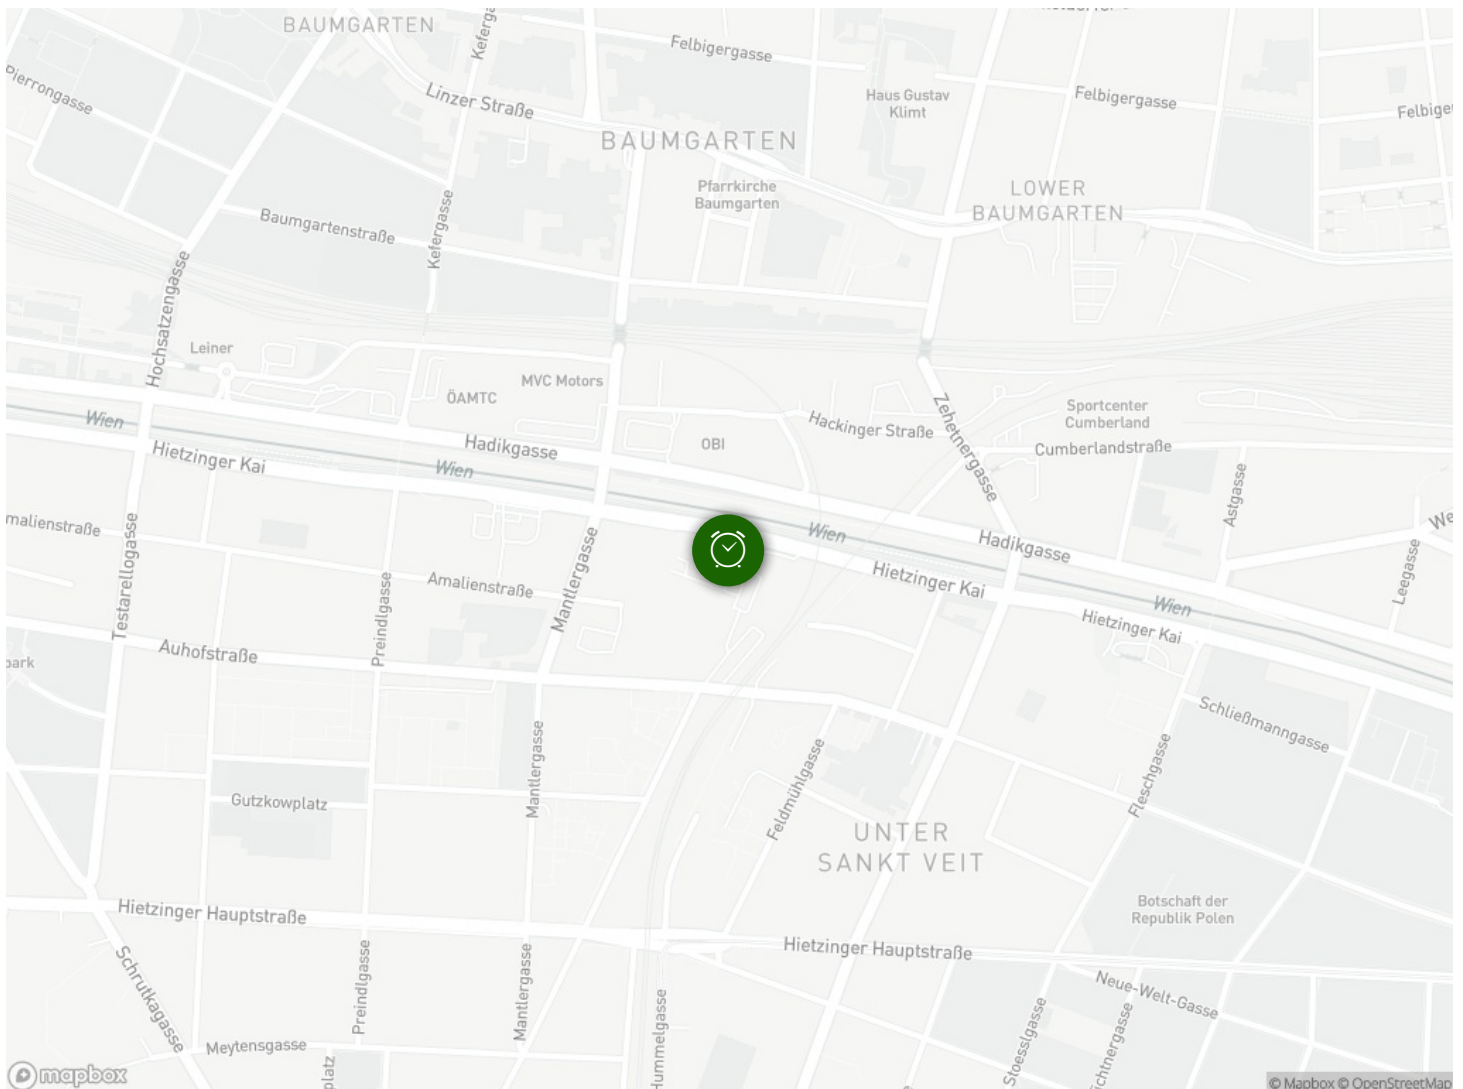 BAUMGARTEN
Kefergasse
Felbigergasse
Pierrongasse
Linzer Straße
Haus Gustav
Klimt
Felbigergasse
BAUMGARTEN
Pfarrkirche
Baumgarten
LOWER
BAUMGARTEN
Baumgartenstraße
Kefergasse
Hochsatzengasse
Leiner
MVC Motors
ÖAMTC
Zehetnergasse
Sportcenter
Cumberland
Hackinger Straße
Cumberlandstraße
Wien
Hadikgasse
OBI
Hietzinger Kai
Wien
Astgasse
malienstraße
Wien
Hadikgasse
Testarellogasse
Mantlergasse
Leegasse
Amalienstraße
Hietzinger Kai
Wien
Preindlgasse
Hietzinger Kai
Auhofstraße
park
Schließmanngasse
Mantlergasse
Feldmühlgasse
Fleschgasse
Gutzkowplatz
UNTER
SANKT VEIT
Botschaft der
Republik Polen
Hietzinger Hauptstraße
Hietzinger Hauptstraße
Schrutkagasse
Preindlgasse
Mantlergasse
Neue-Welt-Gasse
Hummelgasse
Stoesslgasse
ichtnergasse
Meytensgasse
platz
mapbox
© Mapbox © OpenStreetMap